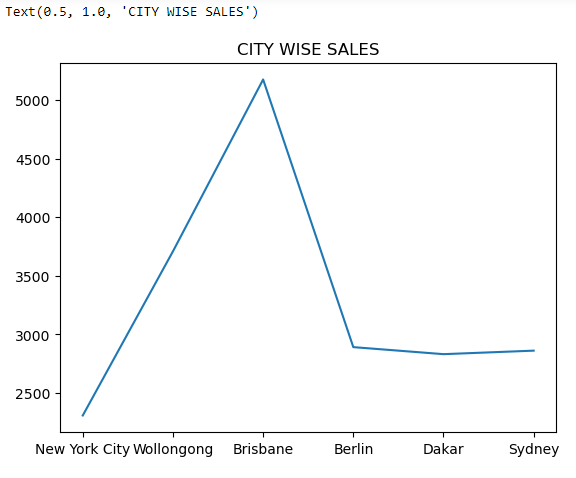 Text(0.5, 1.0, 'CITY WISE SALES')
CITY WISE SALES
5000
4500
4000
3500
3000
2500
New York City Wollongong Brisbane Berlin Dakar Sydney